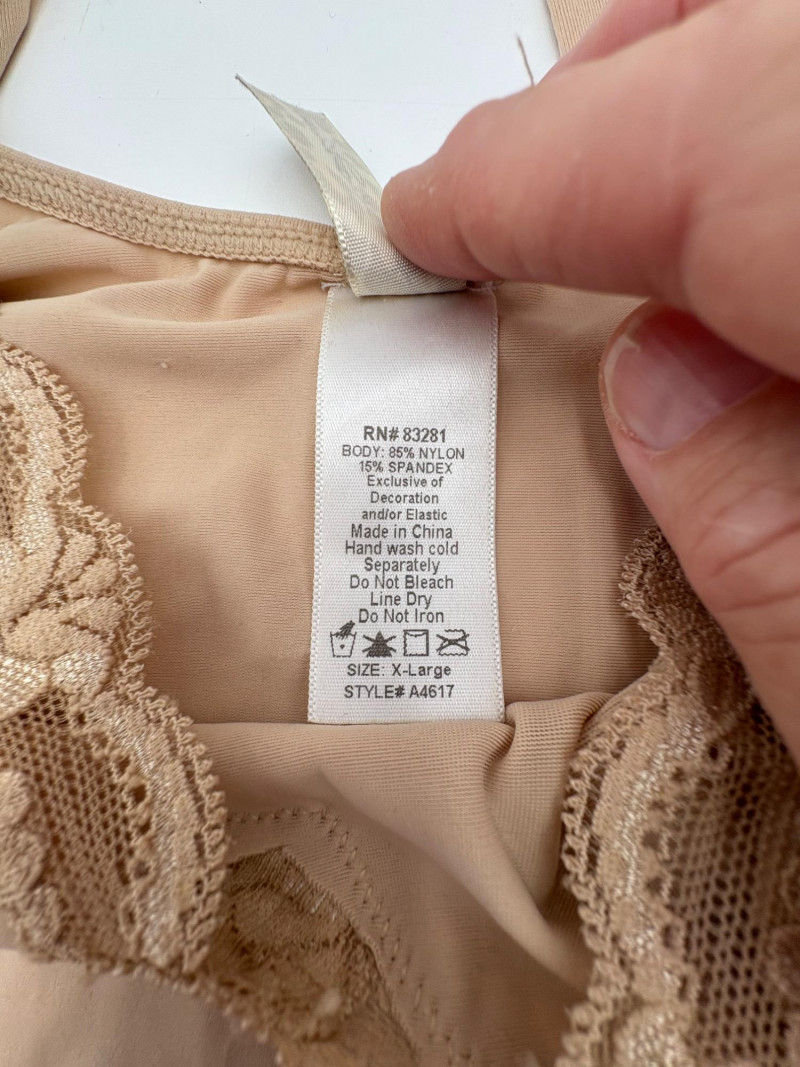 RN# 83281
BODY: 85% NYLON
15% SPANDEX
Exclusive of
Decoration
and/or Elastic
Made in China
Hand wash cold
Separately
Do Not Bleach
Line Dry
Do Not Iron
SIZE: X-Large
STYLE# A4617